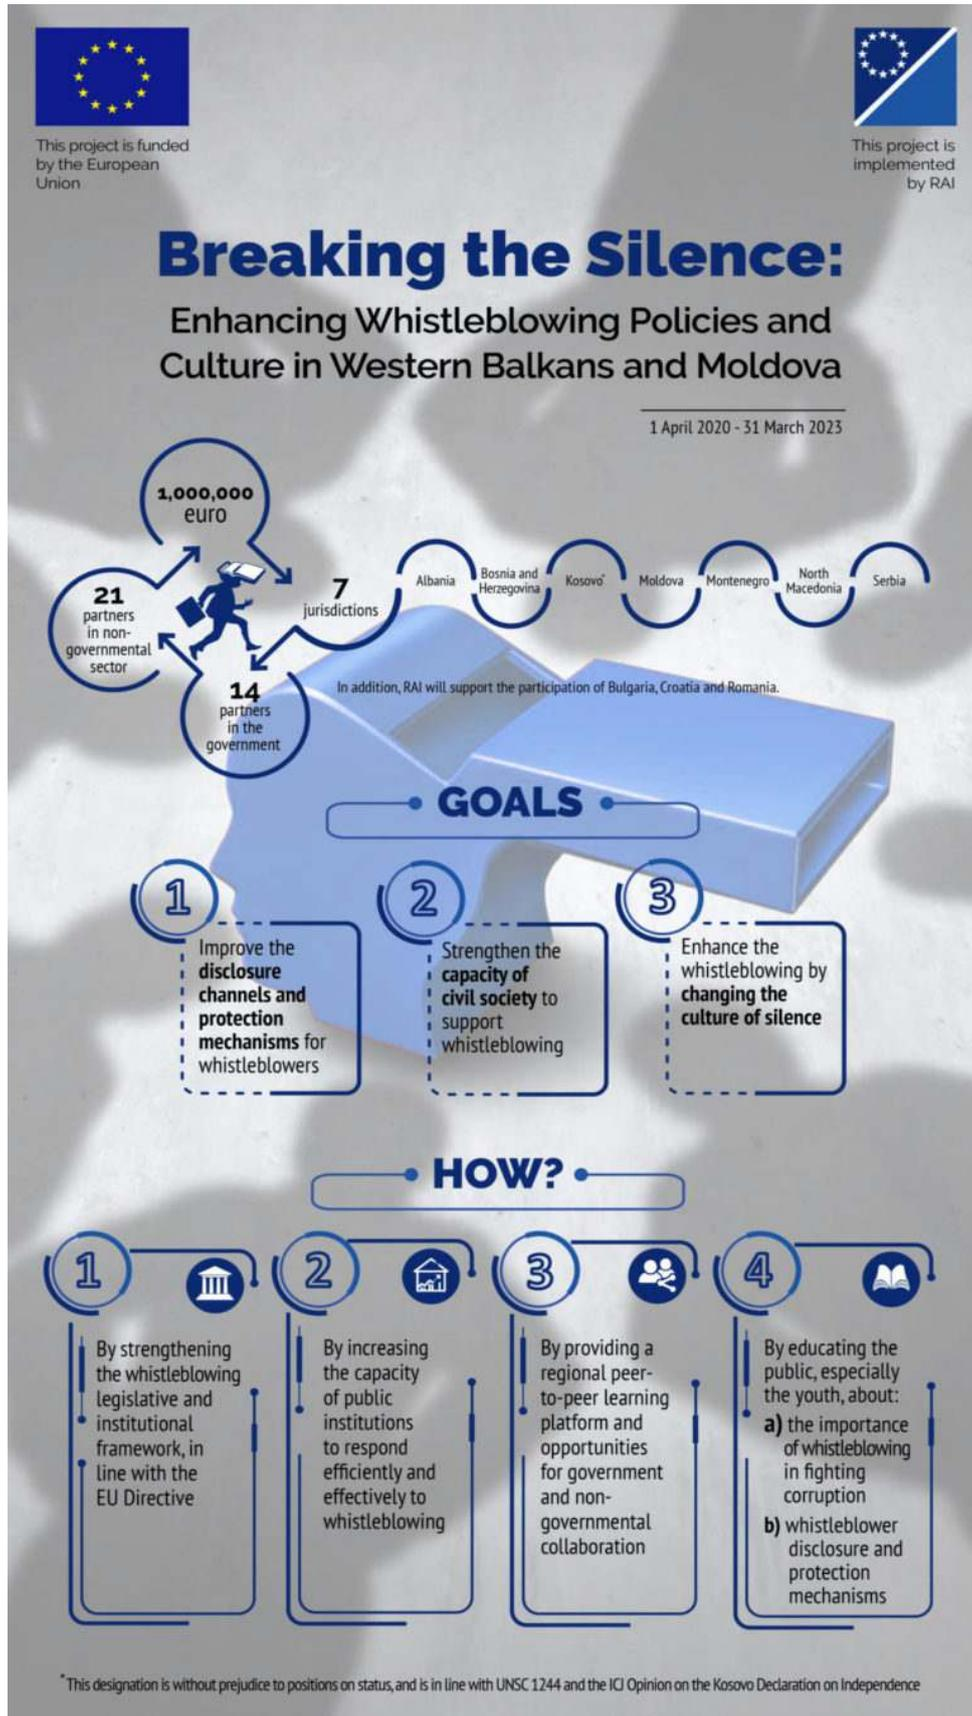 This project is funded
by the European
Union
This project is
implemented
by RAI
Breaking the Silence:
Enhancing Whistleblowing Policies and
Culture in Western Balkans and Moldova
1 April 2020 - 31 March 2023
1,000,000
euro
21
partners
in non-
governmental
sector
14
partners
in the
government
7
jurisdictions
Albania
Bosnia and
Herzegovina
Kosovo*
Moldova
Montenegro
North
Macedonia
Serbia
In addition, RAI will support the participation of Bulgaria, Croatia and Romania.
GOALS
1
Improve the
disclosure
channels and
protection
mechanisms for
whistleblowers
2
Strengthen the
capacity of
civil society to
support
whistleblowing
3
Enhance the
whistleblowing by
changing the
culture of silence
HOW?
1
By strengthening
the whistleblowing
legislative and
institutional
framework, in
line with the
EU Directive
2
By increasing
the capacity
of public
institutions
to respond
efficiently and
effectively to
whistleblowing
3
By providing a
regional peer-
to-peer learning
platform and
opportunities
for government
and non-
governmental
collaboration
4
By educating the
public, especially
the youth, about:
a) the importance
of whistleblowing
in fighting
corruption
b) whistleblower
disclosure and
protection
mechanisms
*This designation is without prejudice to positions on status, and is in line with UNSC 1244 and the ICJ Opinion on the Kosovo Declaration on Independence